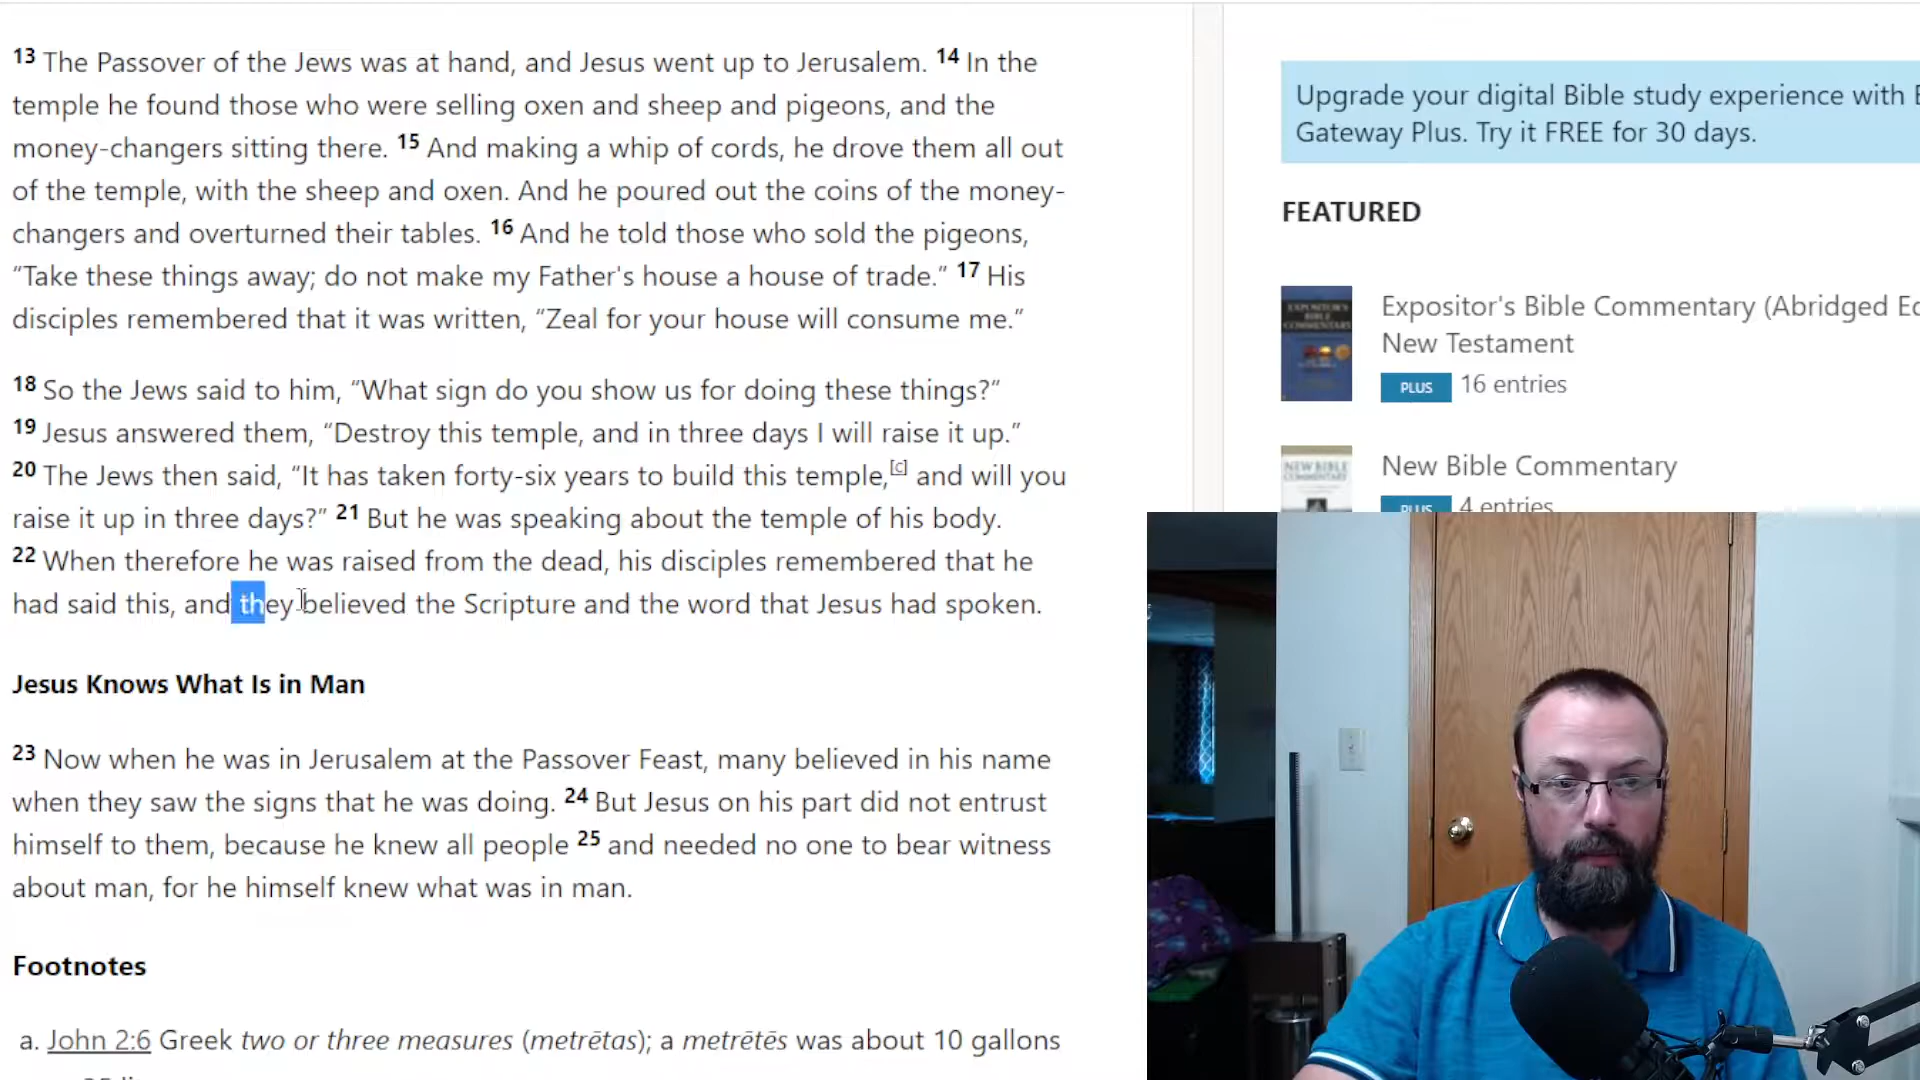 13 The Passover of the Jews was at hand, and Jesus went up to Jerusalem. 14 In the
temple he found those who were selling oxen and sheep and pigeons, and the
money-changers sitting there. 15 And making a whip of cords, he drove them all out
of the temple, with the sheep and oxen. And he poured out the coins of the money-
changers and overturned their tables. 16 And he told those who sold the pigeons,
“Take these things away; do not make my Father's house a house of trade.” 17 His
disciples remembered that it was written, “Zeal for your house will consume me.”
18 So the Jews said to him, “What sign do you show us for doing these things?”
19 Jesus answered them, “Destroy this temple, and in three days I will raise it up.”
20 The Jews then said, “It has taken forty-six years to build this temple,[c] and will you
raise it up in three days?” 21 But he was speaking about the temple of his body.
22 When therefore he was raised from the dead, his disciples remembered that he
had said this, and they believed the Scripture and the word that Jesus had spoken.
Jesus Knows What Is in Man
23 Now when he was in Jerusalem at the Passover Feast, many believed in his name
when they saw the signs that he was doing. 24 But Jesus on his part did not entrust
himself to them, because he knew all people 25 and needed no one to bear witness
about man, for he himself knew what was in man.
Footnotes
a. John 2:6 Greek two or three measures (metrētas); a metrētēs was about 10 gallons
Upgrade your digital Bible study experience with
Gateway Plus. Try it FREE for 30 days.
FEATURED
EXPOSITOR'S
BIBLE
COMMENTARY
Expositor's Bible Commentary (Abridged
New Testament
PLUS 16 entries
NEW BIBLE
COMMENTARY
New Bible Commentary
PLUS 4 entries